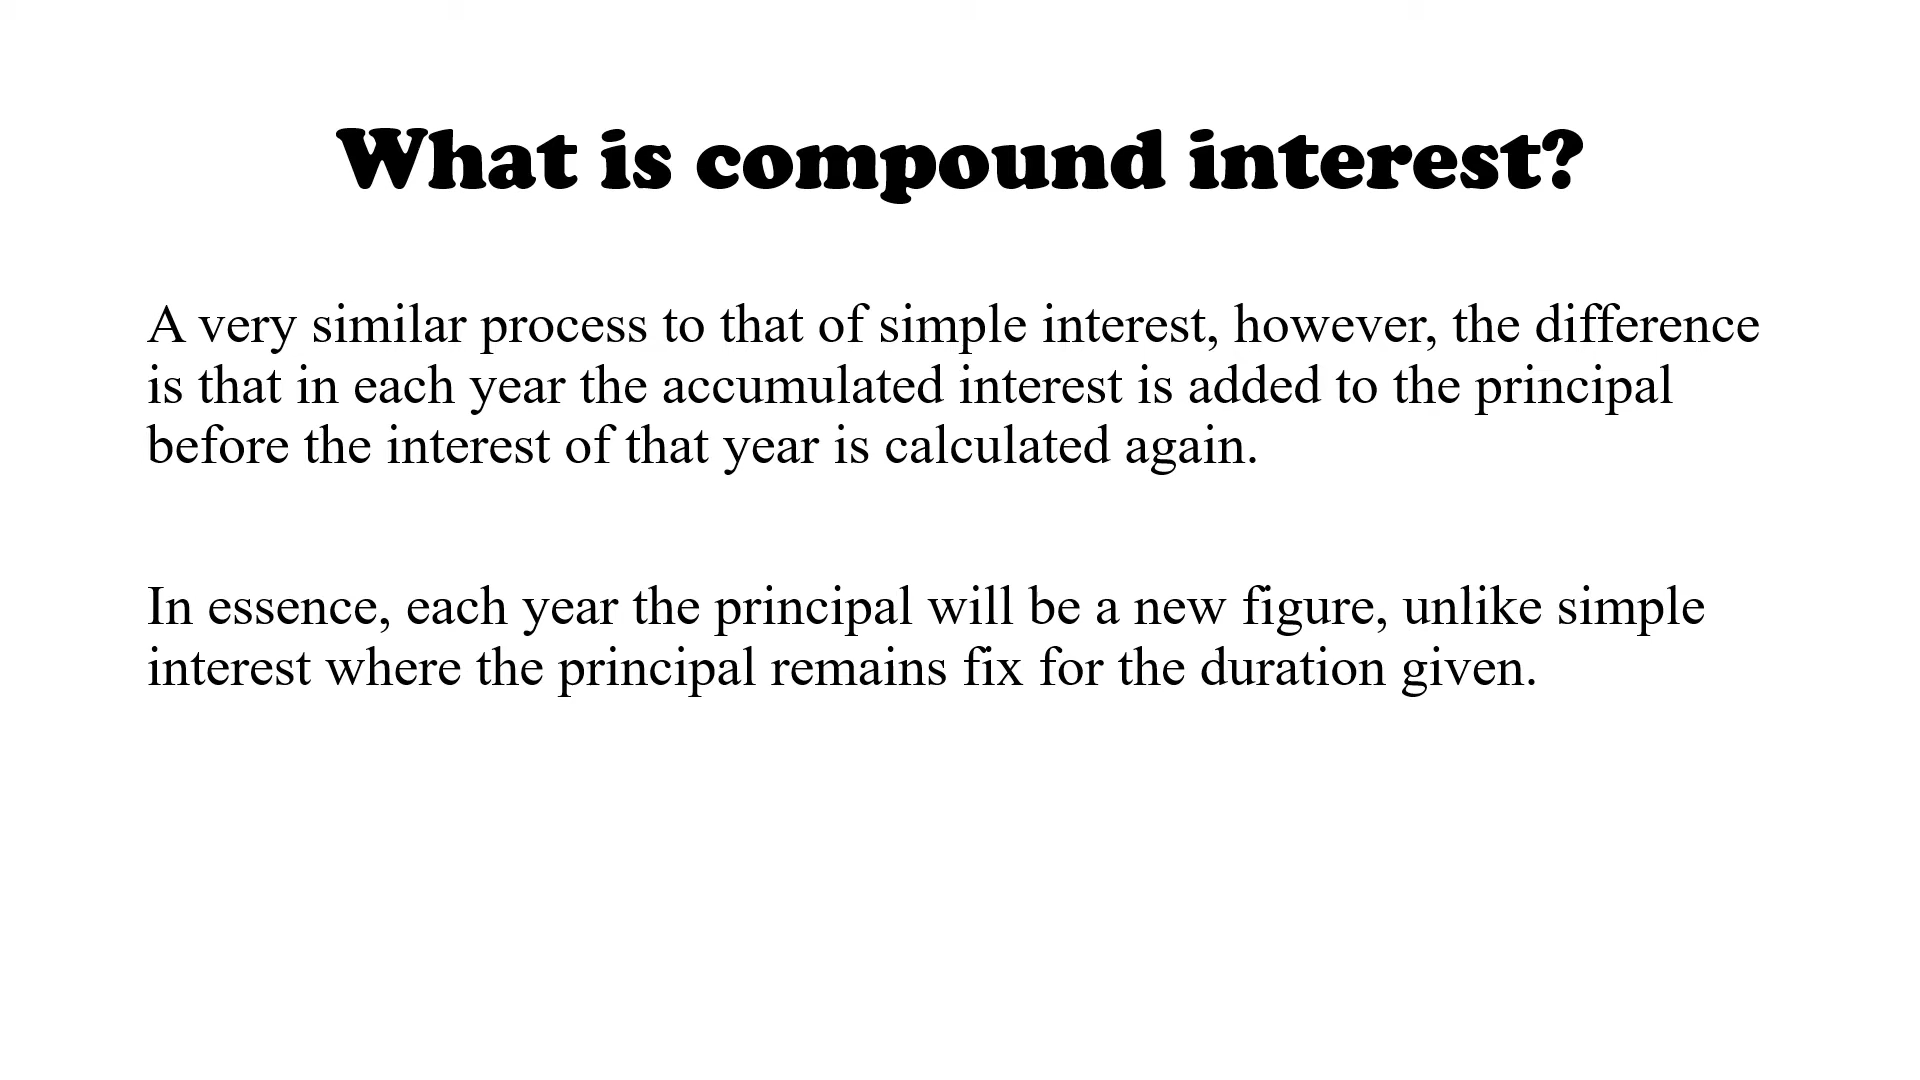 What is compound interest?
A very similar process to that of simple interest, however, the difference
is that in each year the accumulated interest is added to the principal
before the interest of that year is calculated again.
In essence, each year the principal will be a new figure, unlike simple
interest where the principal remains fix for the duration given.